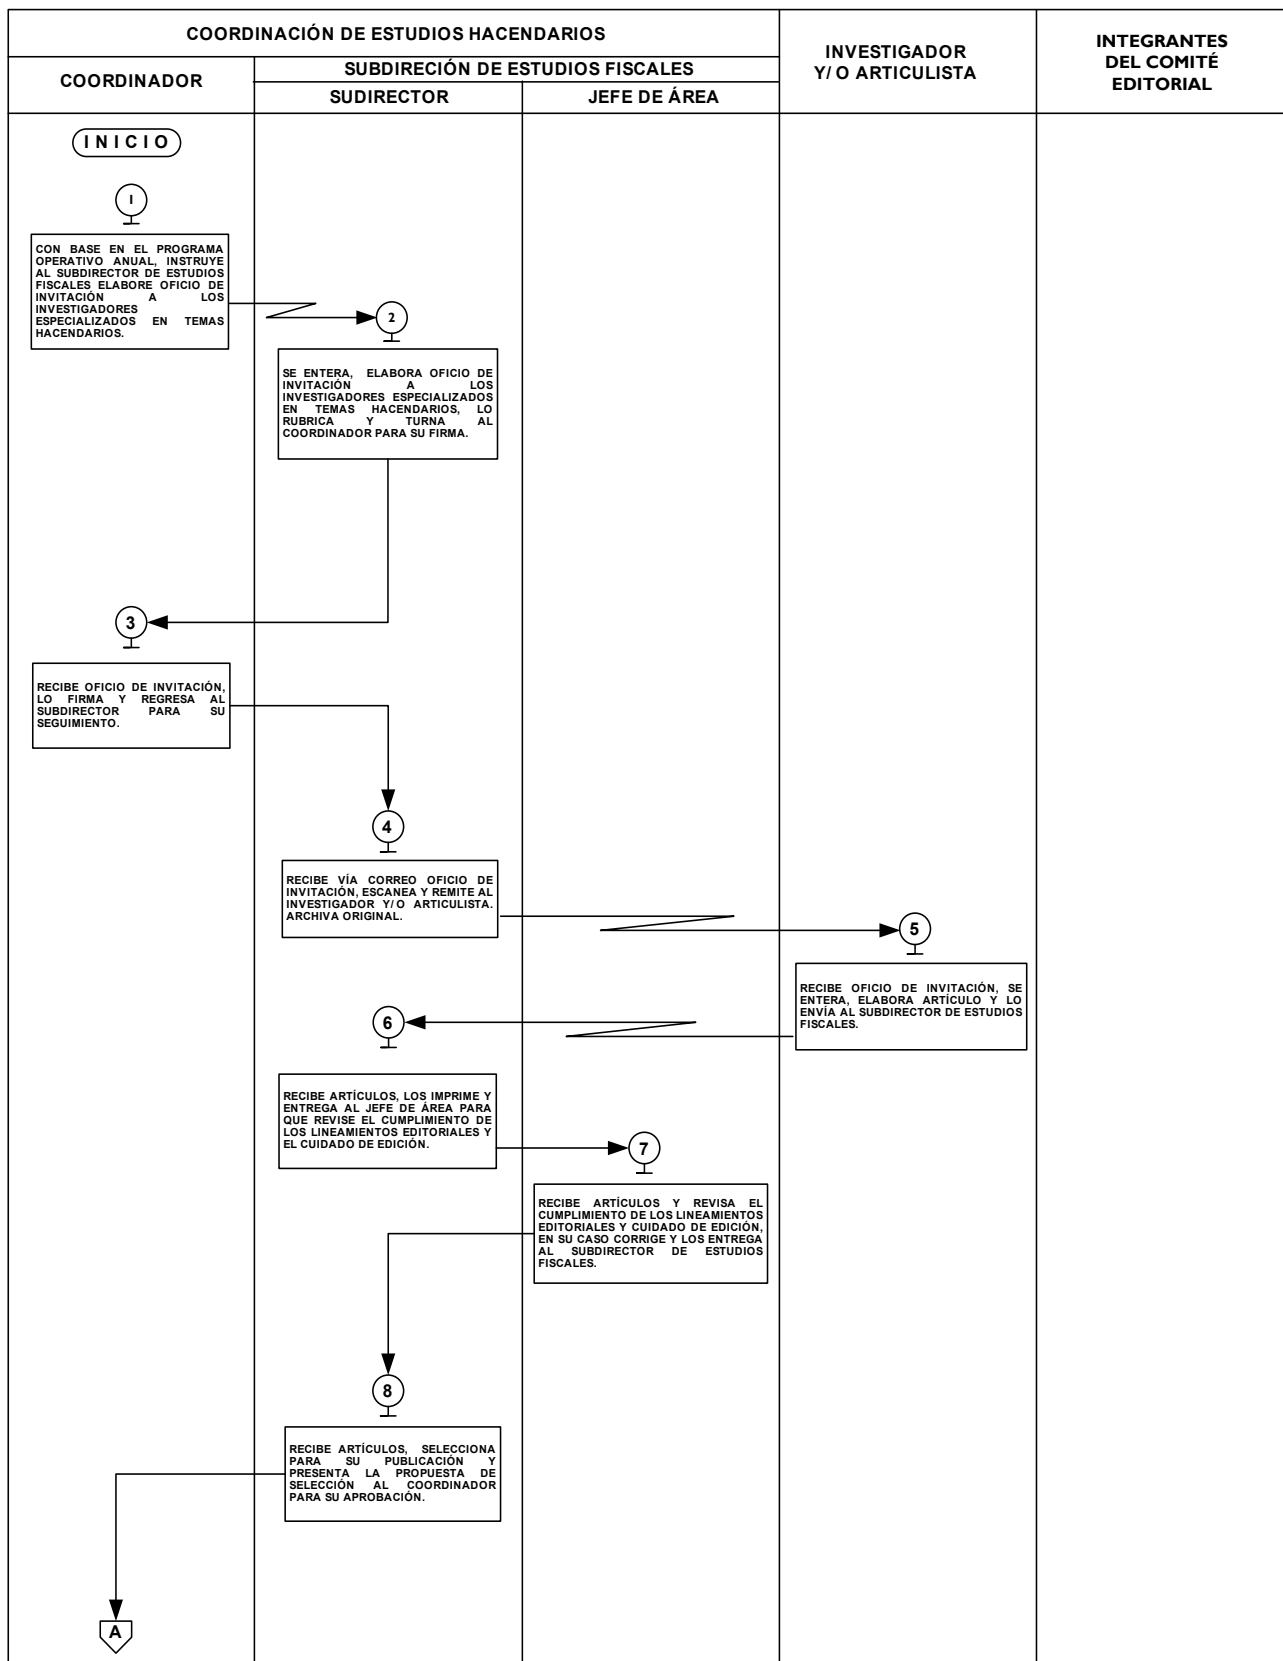 COORDINACIÓN DE ESTUDIOS HACENDARIOS
INVESTIGADOR
Y/ O ARTICULISTA
INTEGRANTES
DEL COMITÉ
EDITORIAL
COORDINADOR
SUBDIRECIÓN DE ESTUDIOS FISCALES
SUDIRECTOR
JEFE DE ÁREA
I N I C I O
1
CON BASE EN EL PROGRAMA
OPERATIVO ANUAL, INSTRUYE
AL SUBDIRECTOR DE ESTUDIOS
FISCALES ELABORE OFICIO DE
INVITACIÓN A LOS
INVESTIGADORES
ESPECIALIZADOS EN TEMAS
HACENDARIOS.
2
SE ENTERA, ELABORA OFICIO DE
INVITACIÓN A LOS
INVESTIGADORES ESPECIALIZADOS
EN TEMAS HACENDARIOS, LO
RUBRICA Y TURNA AL
COORDINADOR PARA SU FIRMA.
3
RECIBE OFICIO DE INVITACIÓN,
LO FIRMA Y REGRESA AL
SUBDIRECTOR PARA SU
SEGUIMIENTO.
4
RECIBE VÍA CORREO OFICIO DE
INVITACIÓN, ESCANEA Y REMITE AL
INVESTIGADOR Y/ O ARTICULISTA.
ARCHIVA ORIGINAL.
5
RECIBE OFICIO DE INVITACIÓN, SE
ENTERA, ELABORA ARTÍCULO Y LO
ENVÍA AL SUBDIRECTOR DE ESTUDIOS
FISCALES.
6
RECIBE ARTÍCULOS, LOS IMPRIME Y
ENTREGA AL JEFE DE ÁREA PARA
QUE REVISE EL CUMPLIMIENTO DE
LOS LINEAMIENTOS EDITORIALES Y
EL CUIDADO DE EDICIÓN.
7
RECIBE ARTÍCULOS Y REVISA EL
CUMPLIMIENTO DE LOS LINEAMIENTOS
EDITORIALES Y CUIDADO DE EDICIÓN,
EN SU CASO CORRIGE Y LOS ENTREGA
AL SUBDIRECTOR DE ESTUDIOS
FISCALES.
8
RECIBE ARTÍCULOS, SELECCIONA
PARA SU PUBLICACIÓN Y
PRESENTA LA PROPUESTA DE
SELECCIÓN AL COORDINADOR
PARA SU APROBACIÓN.
A